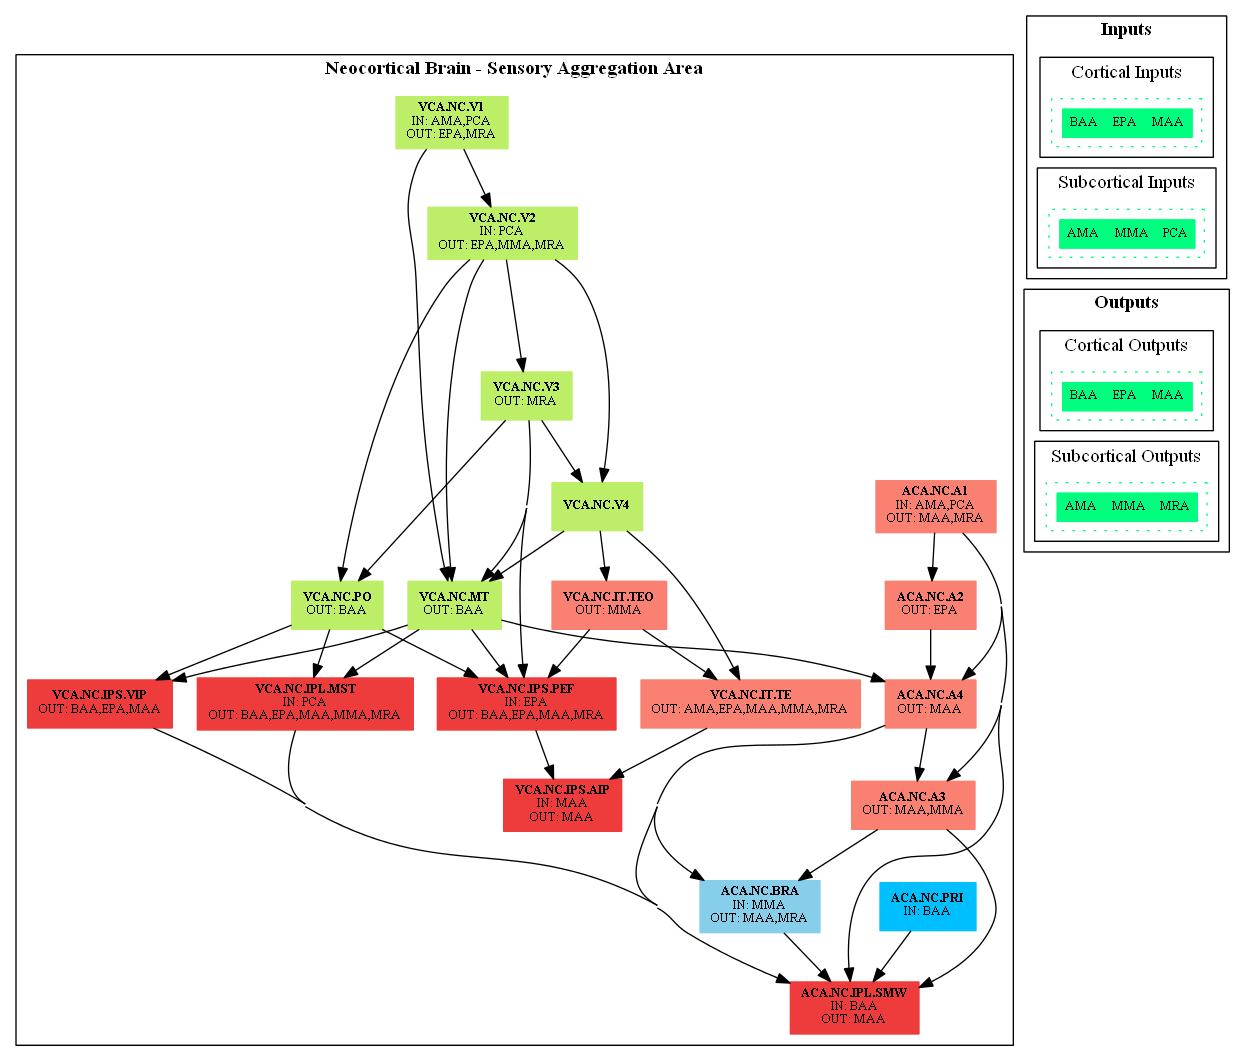 Neocortical Brain - Sensory Aggregation Area
VCA.NC.V1
IN: AMA,PCA
OUT: EPA,MRA
VCA.NC.V2
IN: PCA
OUT: EPA,MMA,MRA
VCA.NC.V3
OUT: MRA
VCA.NC.V4
ACA.NC.A1
IN: AMA,PCA
OUT: MAA,MRA
VCA.NC.PO
OUT: BAA
VCA.NC.MT
OUT: BAA
VCA.NC.IT.TEO
OUT: MMA
ACA.NC.A2
OUT: EPA
VCA.NC.IPS.VIP
OUT: BAA,EPA,MAA
VCA.NC.IPL.MST
IN: PCA
OUT: BAA,EPA,MAA,MMA,MRA
VCA.NC.IPS.PEF
IN: EPA
OUT: BAA,EPA,MAA,MRA
VCA.NC.IT.TE
OUT: AMA,EPA,MAA,MMA,MRA
ACA.NC.A4
OUT: MAA
VCA.NC.IPS.AIP
IN: MAA
OUT: MAA
ACA.NC.A3
OUT: MAA,MMA
ACA.NC.BRA
IN: MMA
OUT: MAA,MRA
ACA.NC.PRI
IN: BAA
ACA.NC.IPL.SMW
IN: BAA
OUT: MAA
Inputs
Cortical Inputs
BAA EPA MAA
Subcortical Inputs
AMA MMA PCA
Outputs
Cortical Outputs
BAA EPA MAA
Subcortical Outputs
AMA MMA MRA